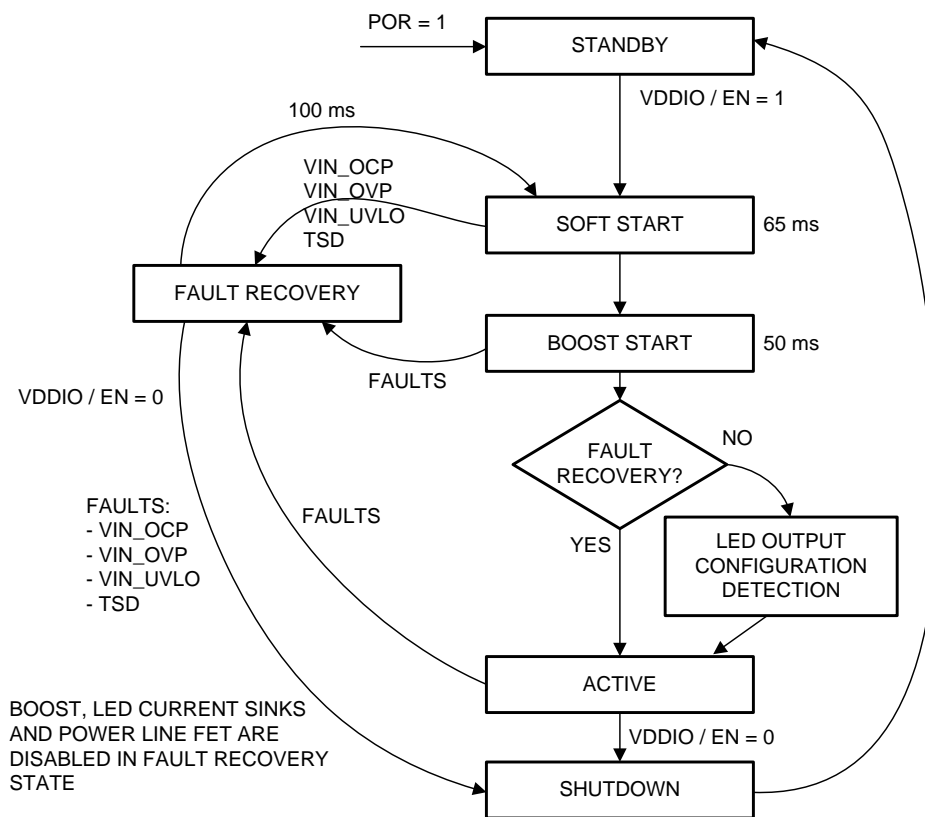 POR = 1
STANDBY
VDDIO / EN = 1
100 ms
VIN_OCP
VIN_OVP
VIN_UVLO
TSD
SOFT START
65 ms
FAULT RECOVERY
BOOST START
50 ms
FAULTS
VDDIO / EN = 0
FAULT
RECOVERY?
NO
YES
LED OUTPUT
CONFIGURATION
DETECTION
FAULTS
FAULTS:
- VIN_OCP
- VIN_OVP
- VIN_UVLO
- TSD
ACTIVE
VDDIO / EN = 0
BOOST, LED CURRENT SINKS
AND POWER LINE FET ARE
DISABLED IN FAULT RECOVERY
STATE
SHUTDOWN